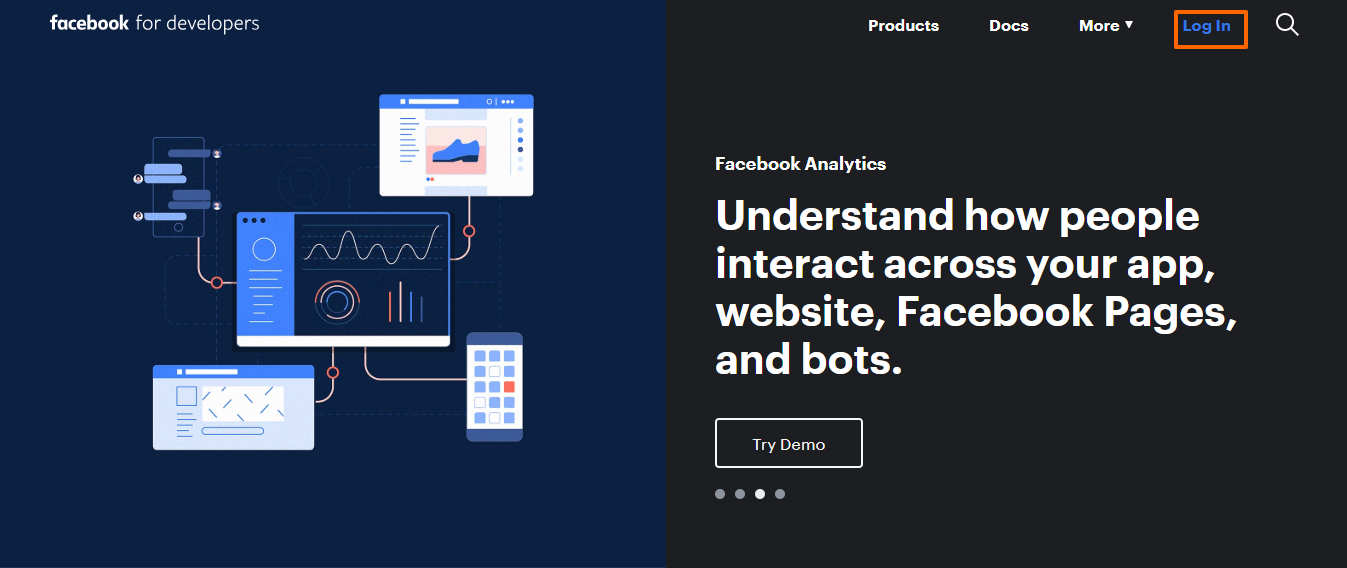 facebook for developers
Products
Docs
More
Log In
Facebook Analytics
Understand how people
interact across your app,
website, Facebook Pages,
and bots.
Try Demo